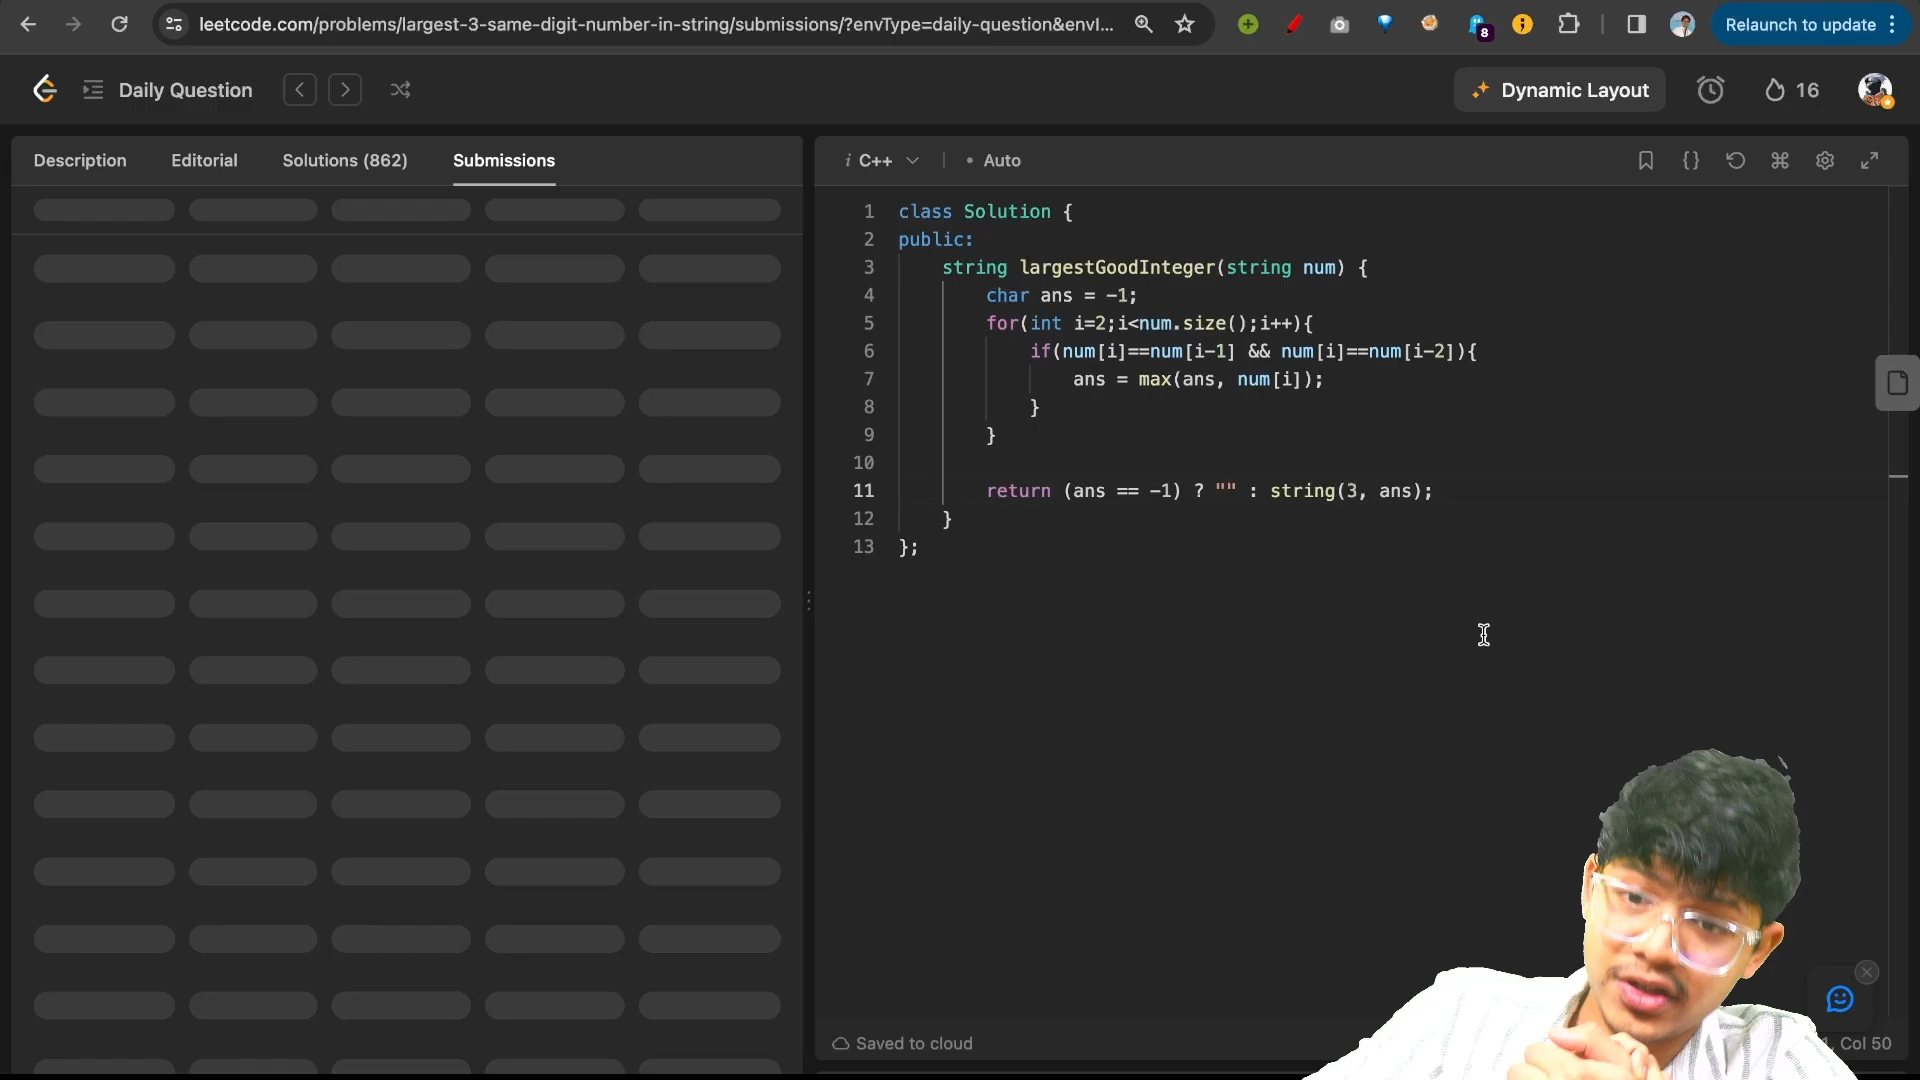 leetcode.com/problems/largest-3-same-digit-number-in-string/submissions/?envType=daily-question&envI...
8
Relaunch to update
Daily Question
Dynamic Layout
16
Description
Editorial
Solutions (862)
Submissions
i C++
• Auto
1 class Solution {
2 public:
3 string largestGoodInteger(string num) {
4 char ans = -1;
5 for(int i=2;i<num.size();i++){
6 if(num[i]==num[i-1] && num[i]==num[i-2]){
7 ans = max(ans, num[i]);
8 }
9 }
10
11 return (ans == -1) ? "" : string(3, ans);
12 }
13 };
Saved to cloud
Col 50